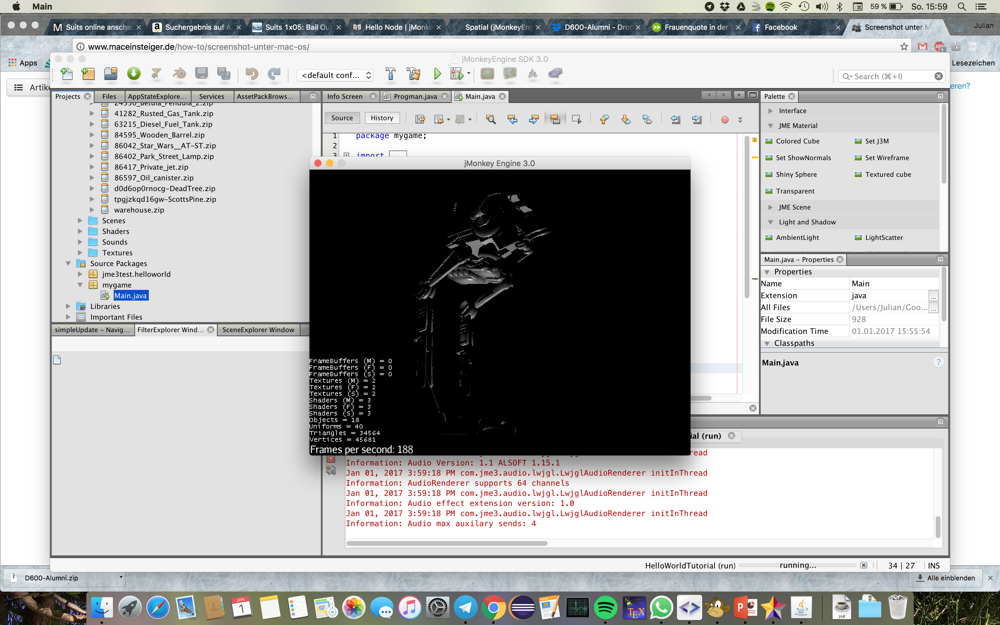 Main
59 %
So. 15:59
Suits online anscha
Suchergebnis auf A
Suits 1x05: Bail Out
Hello Node | jMonke
Spatial (jMonkeyEng
D600-Alumni - Drop
Frauenquote in der
Facebook
Screenshot unter M
Julian
www.maceinsteiger.de/how-to/screenshot-unter-mac-os/
Apps
Lesezeichen
Artike
eren?
jMonkeyEngine SDK 3.0
<default conf...
Search (⌘+I)
Projects
Files
AppStateExplore...
Services
AssetPackBrows...
Info Screen
Progman.java
Main.java
Palette
24330_Betula_Pendula_2.zip
41282_Rusted_Gas_Tank.zip
63215_Diesel_Fuel_Tank.zip
84595_Wooden_Barrel.zip
86042_Star_Wars__AT-ST.zip
86402_Park_Street_Lamp.zip
86417_Private_jet.zip
86597_Oil_canister.zip
d0d6op0rnocg-DeadTree.zip
tpgjzkqd16gw-ScottsPine.zip
warehouse.zip
Scenes
Shaders
Sounds
Textures
Source Packages
jme3test.helloworld
mygame
Main.java
Libraries
Important Files
simpleUpdate - Navig...
FilterExplorer Wind...
SceneExplorer Window
Source
History
1 package mygame;
2
3 import
jMonkey Engine 3.0
FrameBuffers (M) = 0
FrameBuffers (F) = 0
FrameBuffers (S) = 0
Textures (M) = 2
Textures (F) = 2
Textures (S) = 2
Shaders (M) = 3
Shaders (F) = 3
Shaders (S) = 3
Objects = 18
Uniforms = 40
Triangles = 34564
Vertices = 45681
Frames per second: 188
Interface
JME Material
Colored Cube
Set J3M
Set ShowNormals
Set Wireframe
Shiny Sphere
Textured cube
Transparent
JME Scene
Light and Shadow
AmbientLight
LightScatter
Main.java - Properties
Properties
Name Main
Extension java ...
All Files /Users/Julian/Goo... ...
File Size 928
Modification Time 01.01.2017 15:55:54
Classpaths
Main.java
?
ial (run)
read
Information: Audio Version: 1.1 ALSOFT 1.15.1
Jan 01, 2017 3:59:18 PM com.jme3.audio.lwjgl.LwjglAudioRenderer initInThread
Information: AudioRenderer supports 64 channels
Jan 01, 2017 3:59:18 PM com.jme3.audio.lwjgl.LwjglAudioRenderer initInThread
Information: Audio effect extension version: 1.0
Jan 01, 2017 3:59:18 PM com.jme3.audio.lwjgl.LwjglAudioRenderer initInThread
Information: Audio max auxilary sends: 4
HelloWorldTutorial (run)
running...
34 | 27
INS
D600-Alumni.zip
Alle einblenden
JAN
1
3D
PAGES
TEX
P
JAR